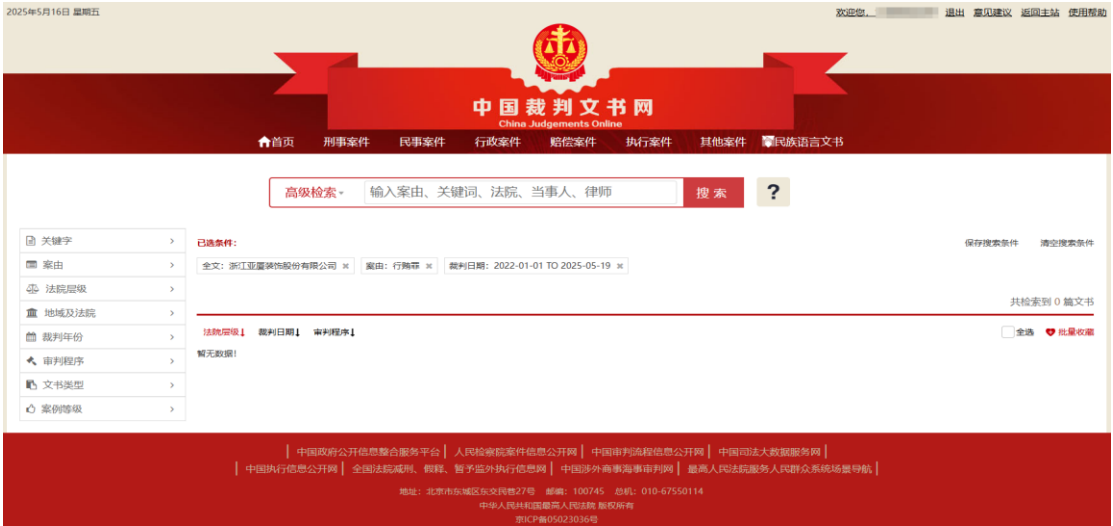 2025年5月16日 星期五
欢迎您， 退出 意见建议 返回主站 使用帮助
中国裁判文书网
China Judgements Online
首页 刑事案件 民事案件 行政案件 赔偿案件 执行案件 其他案件 民族语言文书
高级检索 输入案由、关键词、法院、当事人、律师 搜索 ?
关键字
案由
法院层级
地域及法院
裁判年份
审判程序
文书类型
案例等级
已选条件： 保存搜索条件 清空搜索条件
全文：浙江亚厦装饰股份有限公司 × 案由：行贿罪 × 裁判日期：2022-01-01 TO 2025-05-19 ×
共检索到 0 篇文书
法院层级↓ 裁判日期↓ 审判程序↓ 全选 批量收藏
暂无数据!
| 中国政府公开信息整合服务平台 | 人民检察院案件信息公开网 | 中国审判流程信息公开网 | 中国司法大数据服务网 |
| 中国执行信息公开网 | 全国法院减刑、假释、暂予监外执行信息网 | 中国涉外商事海事审判网 | 最高人民法院服务人民群众系统场景导航 |
地址：北京市东城区东交民巷27号 邮编：100745 总机：010-67550114
中华人民共和国最高人民法院 版权所有
京ICP备05023036号